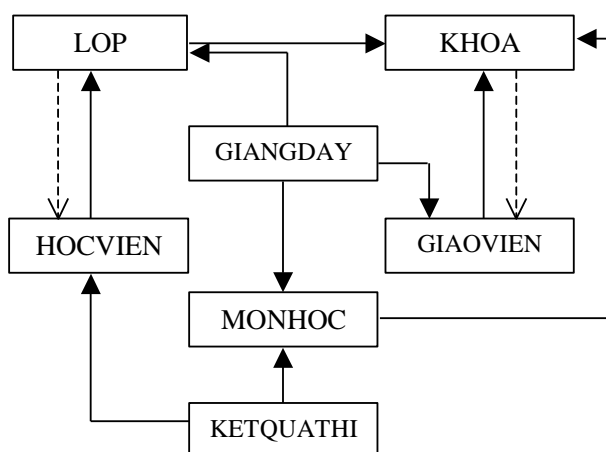 LOP
KHOA
GIANGDAY
HOCVIEN
GIAOVIEN
MONHOC
KETQUATHI